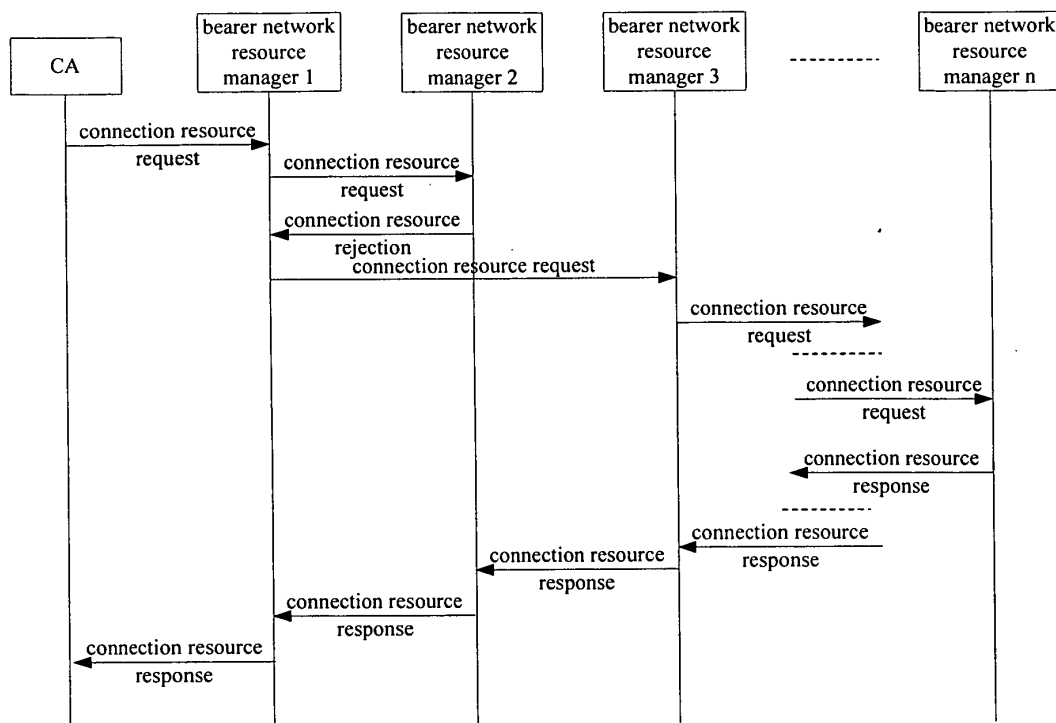 CA
bearer network
resource
manager 1
bearer network
resource
manager 2
bearer network
resource
manager 3
bearer network
resource
manager n
connection resource
request
connection resource
request
connection resource
rejection
connection resource request
connection resource
request
connection resource
request
connection resource
response
connection resource
response
connection resource
response
connection resource
response
connection resource
response